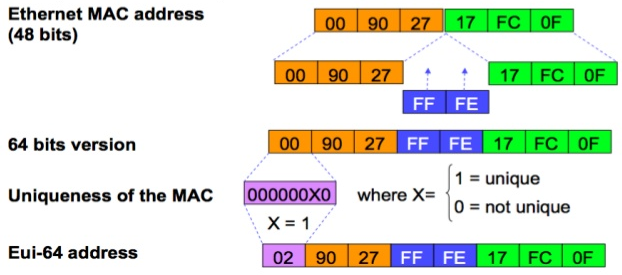 Ethernet MAC address
(48 bits)
00 90 27 17 FC 0F
00 90 27 17 FC 0F
FF FE
64 bits version
00 90 27 FF FE 17 FC 0F
Uniqueness of the MAC
000000X0
where X=
1 = unique
0 = not unique
X = 1
Eui-64 address
02 90 27 FF FE 17 FC 0F